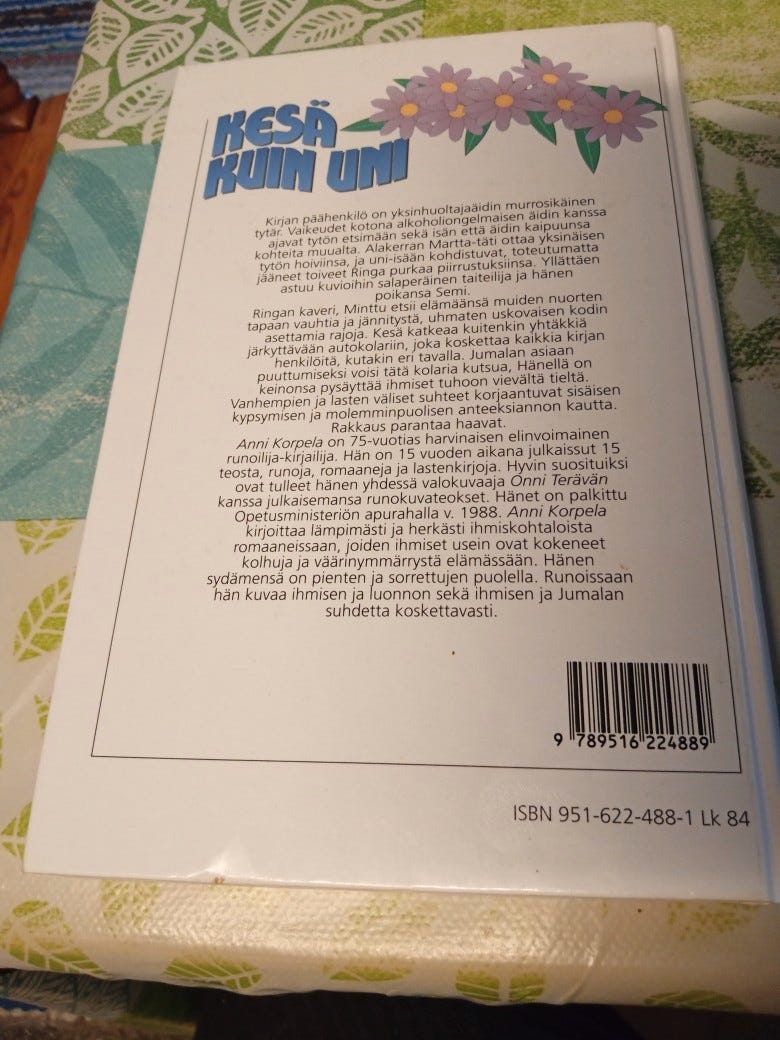 KESÄ
KUIN UNI
Kirjan päähenkilö on yksinhuoltajaäidin murrosikäinen
tytär. Vaikeudet kotona alkoholiongelmaisen äidin kanssa
ajavat tytön etsimään sekä isän että äidin kaipuunsa
kohteita muualta. Alakerran Martta-täti ottaa yksinäisen
tytön hoiviinsa, ja uni-isään kohdistuvat, toteutumatta
jääneet toiveet Ringa purkaa piirrustuksiinsa. Yllättäen
astuu kuvioihin salaperäinen taiteilija ja hänen
poikansa Semi.
Ringan kaveri, Minttu etsii elämäänsä muiden nuorten
tapaan vauhtia ja jännitystä, uhmaten uskovaisen kodin
asettamia rajoja. Kesä katkeaa kuitenkin yhtäkkiä
järkyttävään autokolariin, joka koskettaa kaikkia kirjan
henkilöitä, kutakin eri tavalla. Jumalan asiaan
puuttumiseksi voisi tätä kolaria kutsua, Hänellä on
keinonsa pysäyttää ihmiset tuhoon vievältä tieltä.
Vanhempien ja lasten väliset suhteet korjaantuvat sisäisen
kypsymisen ja molemminpuolisen anteeksiannon kautta.
Rakkaus parantaa haavat.
Anni Korpela on 75-vuotias harvinaisen elinvoimainen
runoilija-kirjailija. Hän on 15 vuoden aikana julkaissut 15
teosta, runoja, romaaneja ja lastenkirjoja. Hyvin suosituiksi
ovat tulleet hänen yhdessä valokuvaaja Onni Terävän
kanssa julkaisemansa runokuvateokset. Hänet on palkittu
Opetusministeriön apurahalla v. 1988. Anni Korpela
kirjoittaa lämpimästi ja herkästi ihmiskohtaloista
romaaneissaan, joiden ihmiset usein ovat kokeneet
kolhuja ja väärinymmärrystä elämässään. Hänen
sydämensä on pienten ja sorrettujen puolella. Runoissaan
hän kuvaa ihmisen ja luonnon sekä ihmisen ja Jumalan
suhdetta koskettavasti.
9 789516 224889
ISBN 951-622-488-1 Lk 84